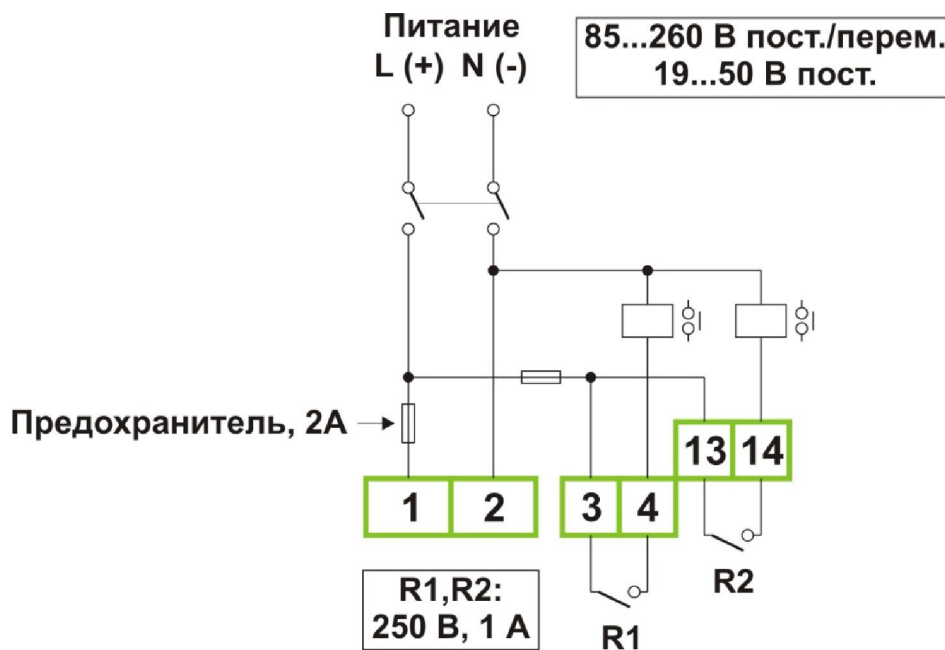 Питание
L (+) N (-)
85...260 В пост./перем.
19...50 В пост.
Предохранитель, 2А
13 14
1 2 3 4
R2
R1,R2:
250 В, 1 А
R1